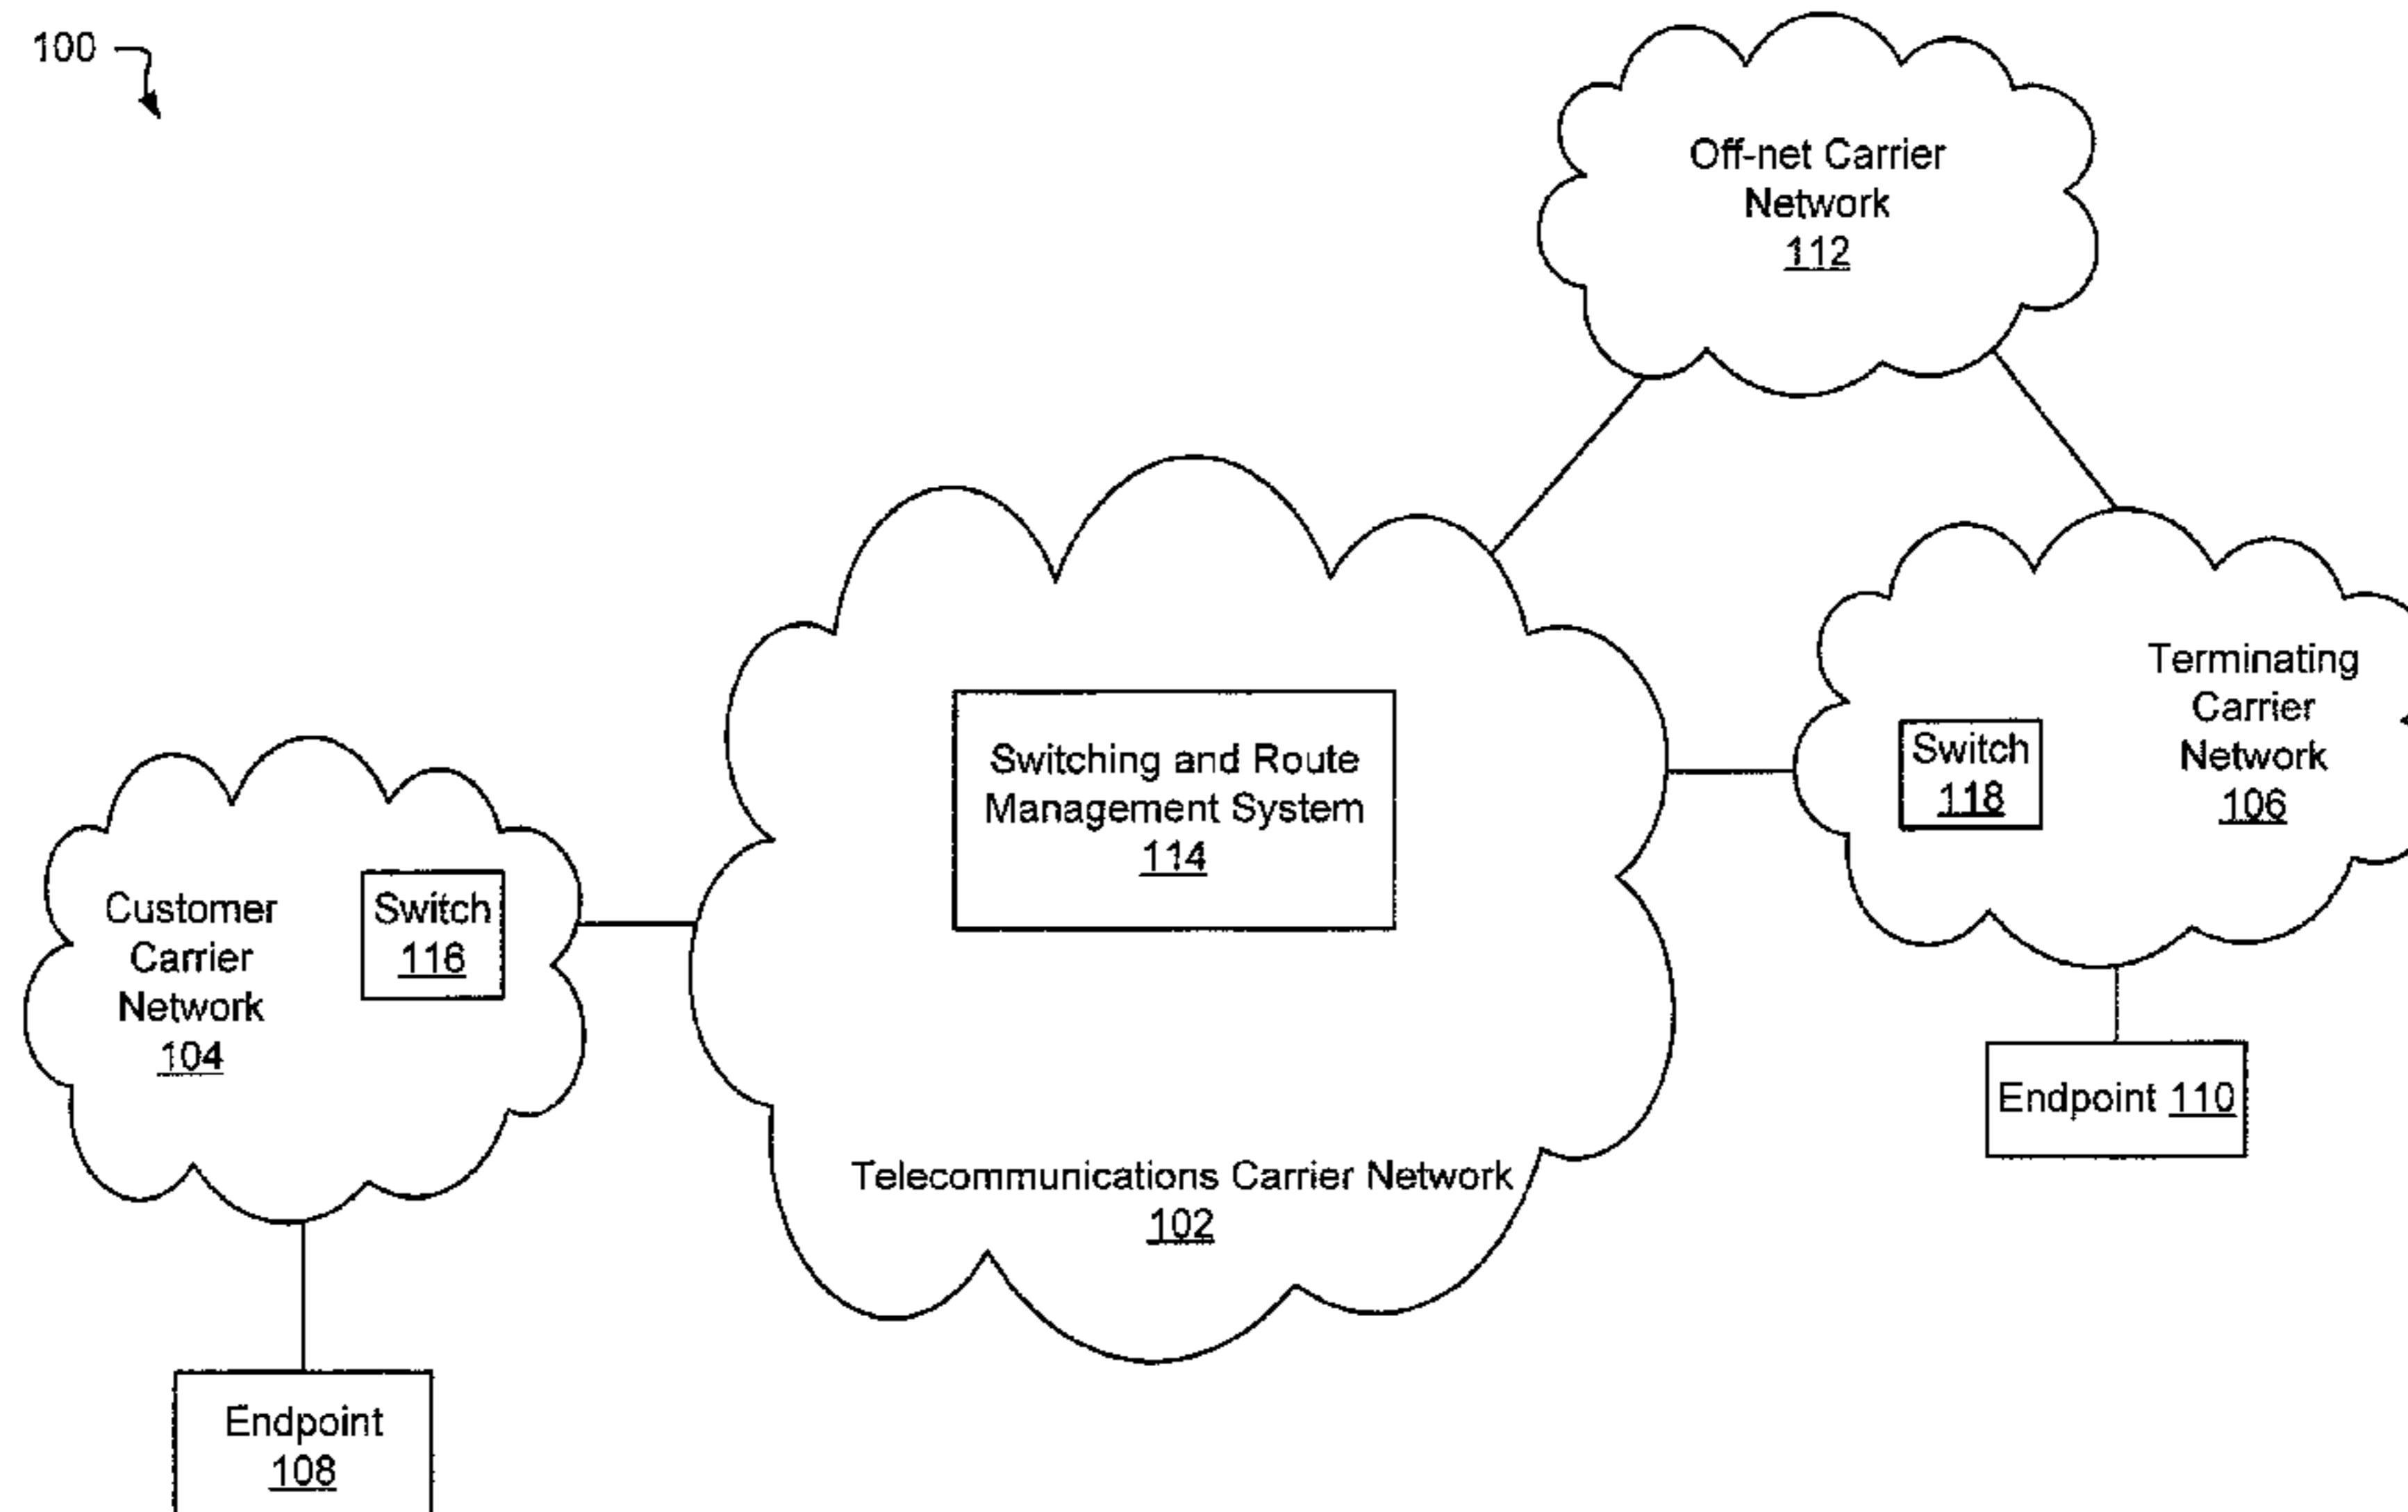 100
Off-net Carrier
Network
112
Terminating
Carrier
Network
106
Switch
118
Switching and Route
Management System
114
Customer
Carrier
Network
104
Switch
116
Endpoint 110
Telecommunications Carrier Network
102
Endpoint
108